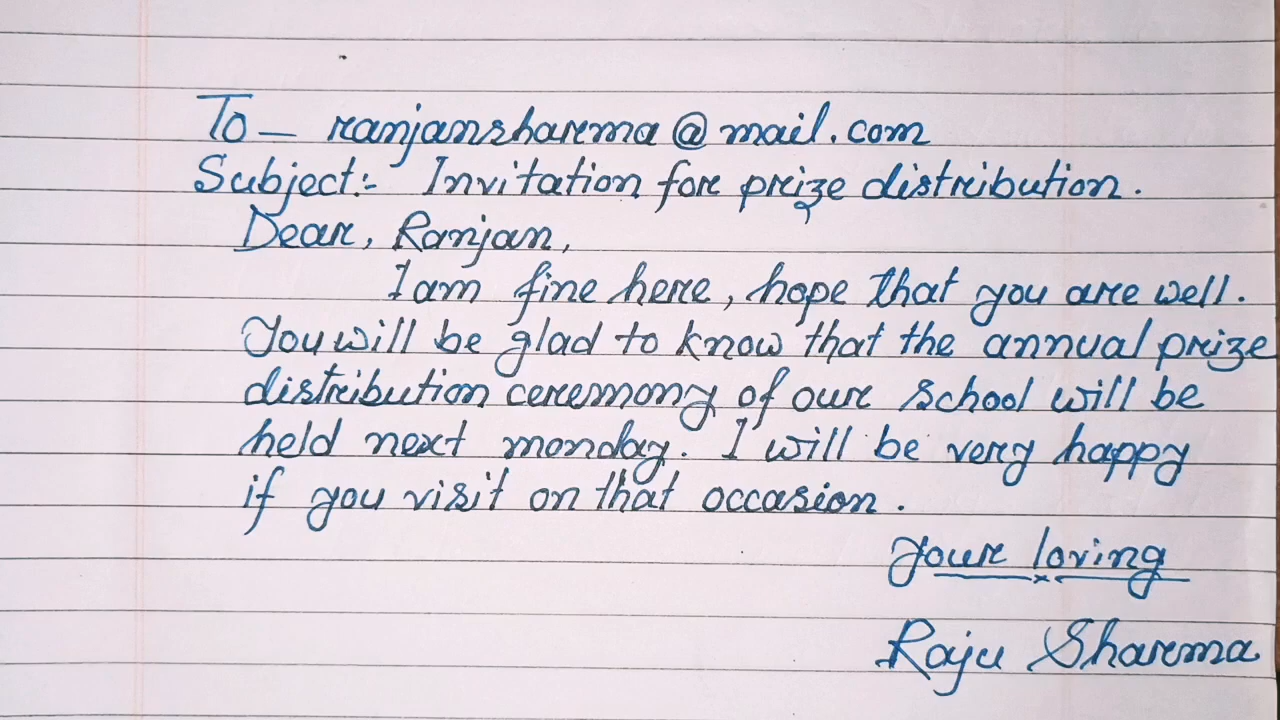 To - ranjansharma@mail.com
Subject:- Invitation for prize distribution.
Dear, Ranjan,
I am fine here, hope that you are well.
You will be glad to know that the annual prize
distribution ceremony of our school will be
held next monday. I will be very happy
if you visit on that occasion.
Your loving
Raju Sharma